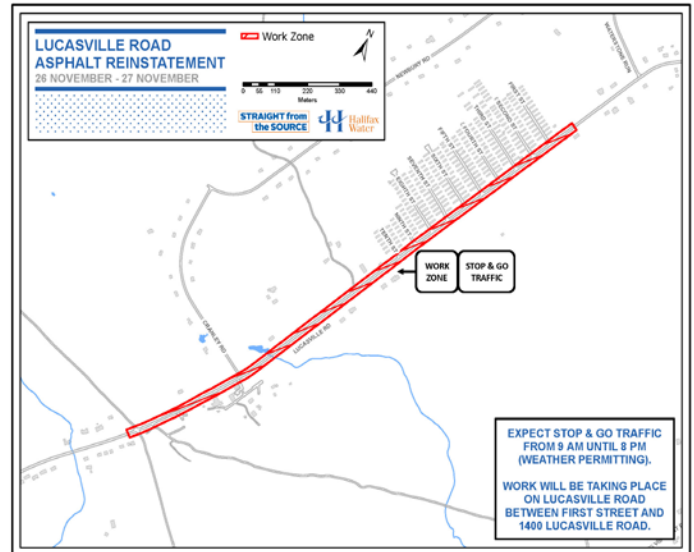 LUCASVILLE ROAD
ASPHALT REINSTATEMENT
26 NOVEMBER - 27 NOVEMBER
Work Zone
N
0 55 110 220 330 440
Meters
STRAIGHT from
the SOURCE
Halifax
Water
NEWBURY RD
WATERSTONE RUN
FIRST ST
SECOND ST
THIRD ST
FOURTH ST
FIFTH ST
SIXTH ST
SEVENTH ST
EIGHTH ST
NINTH ST
TENTH ST
WORK
ZONE
STOP & GO
TRAFFIC
LUCASVILLE RD
CRAWLEY RD
EXPECT STOP & GO TRAFFIC
FROM 9 AM UNTIL 8 PM
(WEATHER PERMITTING).
WORK WILL BE TAKING PLACE
ON LUCASVILLE ROAD
BETWEEN FIRST STREET AND
1400 LUCASVILLE ROAD.